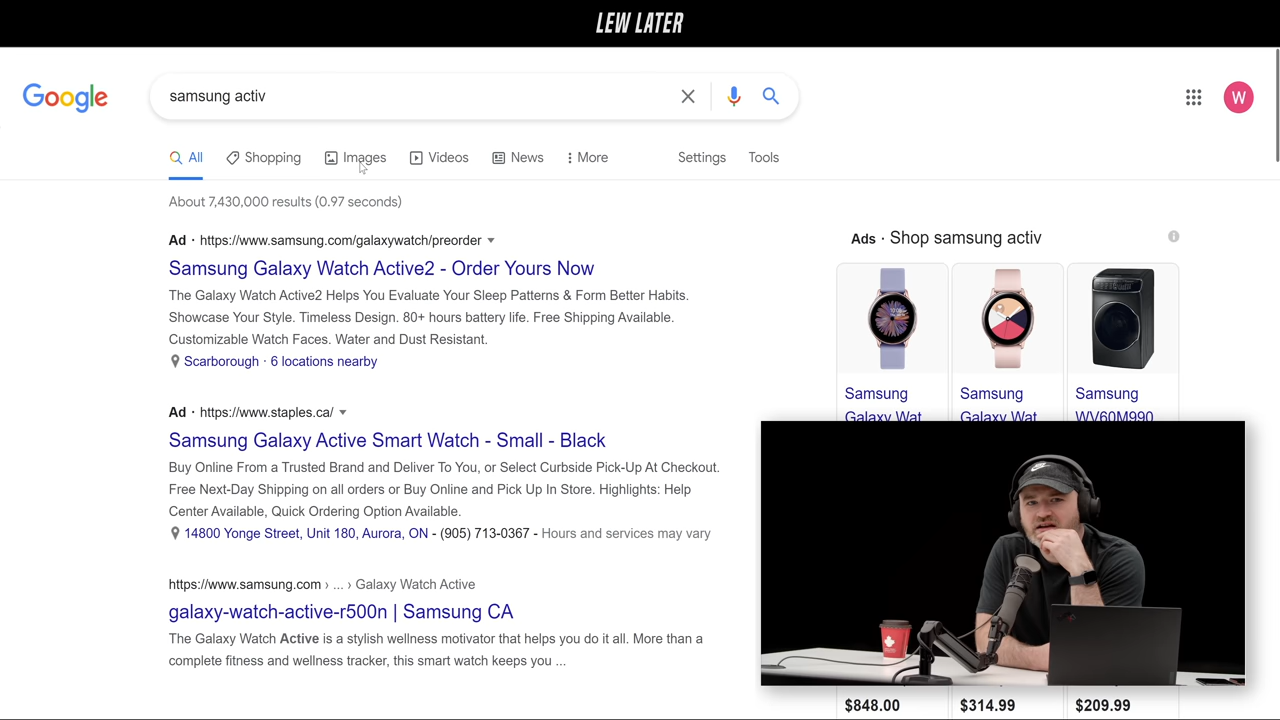 LEW LATER
Google
samsung activ
W
All
Shopping
Images
Videos
News
More
Settings
Tools
About 7,430,000 results (0.97 seconds)
Ad · https://www.samsung.com/galaxywatch/preorder
Samsung Galaxy Watch Active2 - Order Yours Now
The Galaxy Watch Active2 Helps You Evaluate Your Sleep Patterns & Form Better Habits.
Showcase Your Style. Timeless Design. 80+ hours battery life. Free Shipping Available.
Customizable Watch Faces. Water and Dust Resistant.
Scarborough · 6 locations nearby
Ad · https://www.staples.ca/
Samsung Galaxy Active Smart Watch - Small - Black
Buy Online From a Trusted Brand and Deliver To You, or Select Curbside Pick-Up At Checkout.
Free Next-Day Shipping on all orders or Buy Online and Pick Up In Store. Highlights: Help
Center Available, Quick Ordering Option Available.
14800 Yonge Street, Unit 180, Aurora, ON - (905) 713-0367 - Hours and services may vary
https://www.samsung.com › ... › Galaxy Watch Active
galaxy-watch-active-r500n | Samsung CA
The Galaxy Watch Active is a stylish wellness motivator that helps you do it all. More than a
complete fitness and wellness tracker, this smart watch keeps you ...
Ads · Shop samsung activ
Samsung
Galaxy Wat
Samsung
Galaxy Wat
Samsung
WV60M990
$848.00
$314.99
$209.99